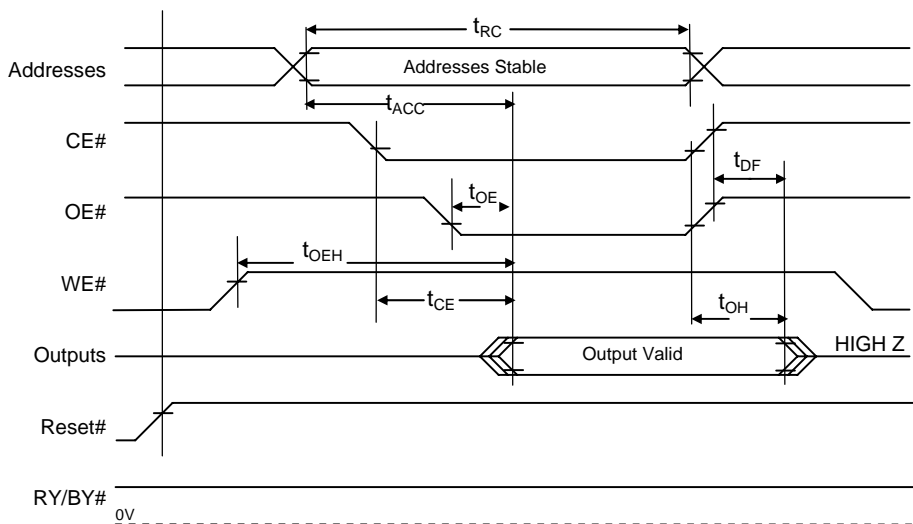 tRC
Addresses
Addresses Stable
tACC
CE#
tDF
OE#
tOE
tOEH
WE#
tCE
tOH
Outputs
Output Valid
HIGH Z
Reset#
RY/BY#
0V